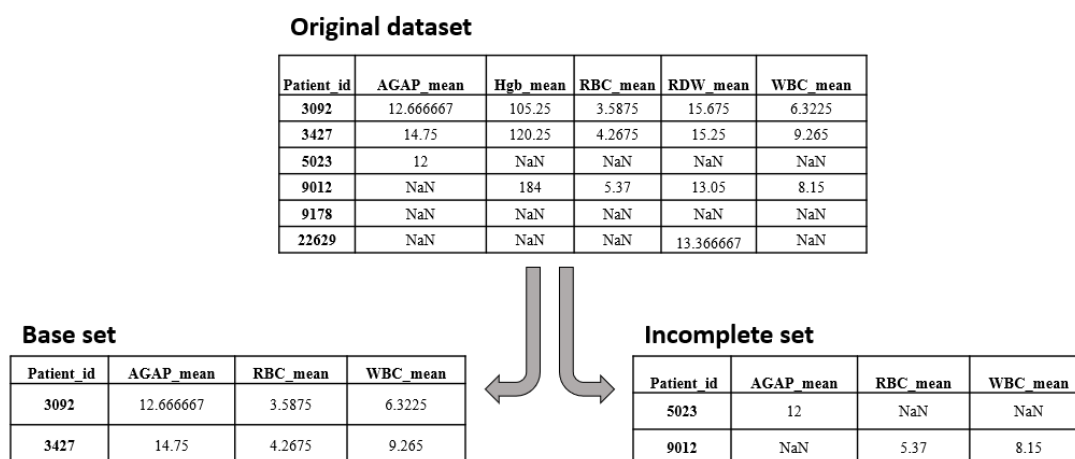 Original dataset
Patient_id AGAP_mean Hgb_mean RBC_mean RDW_mean WBC_mean
3092 12.666667 105.25 3.5875 15.675 6.3225
3427 14.75 120.25 4.2675 15.25 9.265
5023 12 NaN NaN NaN NaN
9012 NaN 184 5.37 13.05 8.15
9178 NaN NaN NaN NaN NaN
22629 NaN NaN NaN 13.366667 NaN
Base set
Patient_id AGAP_mean RBC_mean WBC_mean
3092 12.666667 3.5875 6.3225
3427 14.75 4.2675 9.265
Incomplete set
Patient_id AGAP_mean RBC_mean WBC_mean
5023 12 NaN NaN
9012 NaN 5.37 8.15